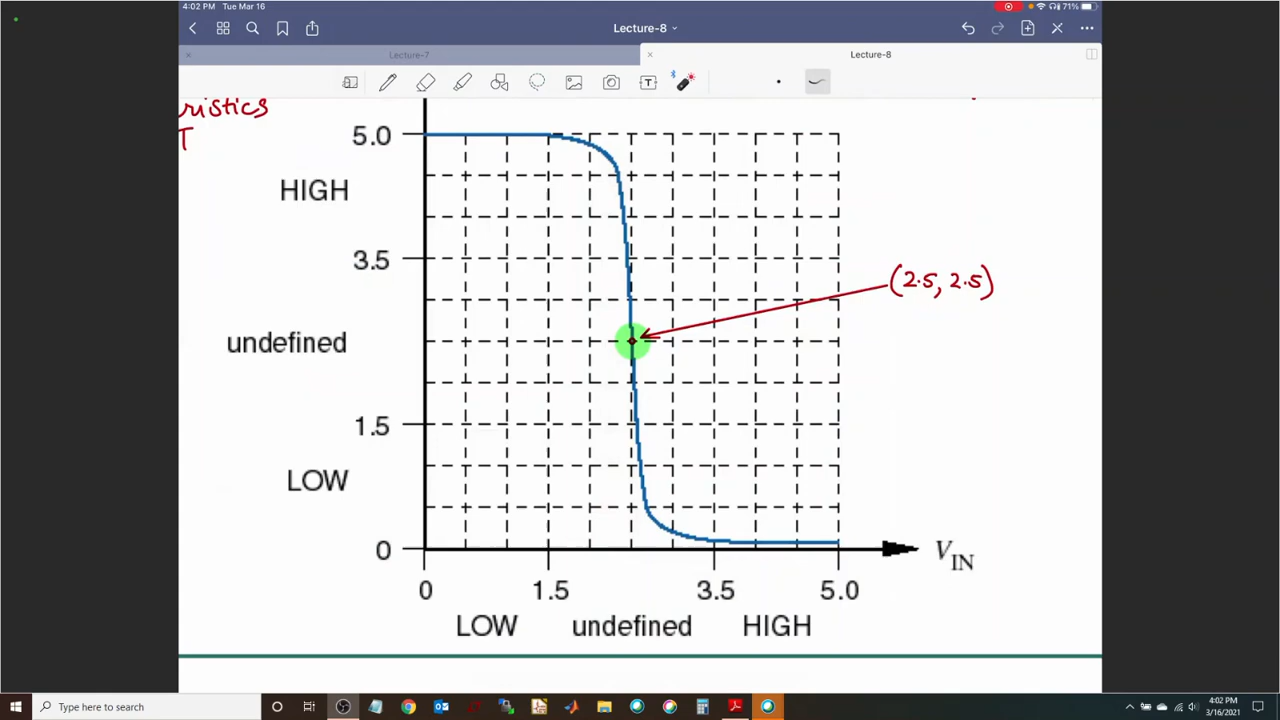 4:02 PM Tue Mar 16
71%
Lecture-8
Lecture-7
Lecture-8
ristics
T
5.0
HIGH
3.5
(2.5, 2.5)
undefined
1.5
LOW
0
VIN
0 1.5 3.5 5.0
LOW undefined HIGH
Type here to search
4:02 PM
3/16/2021